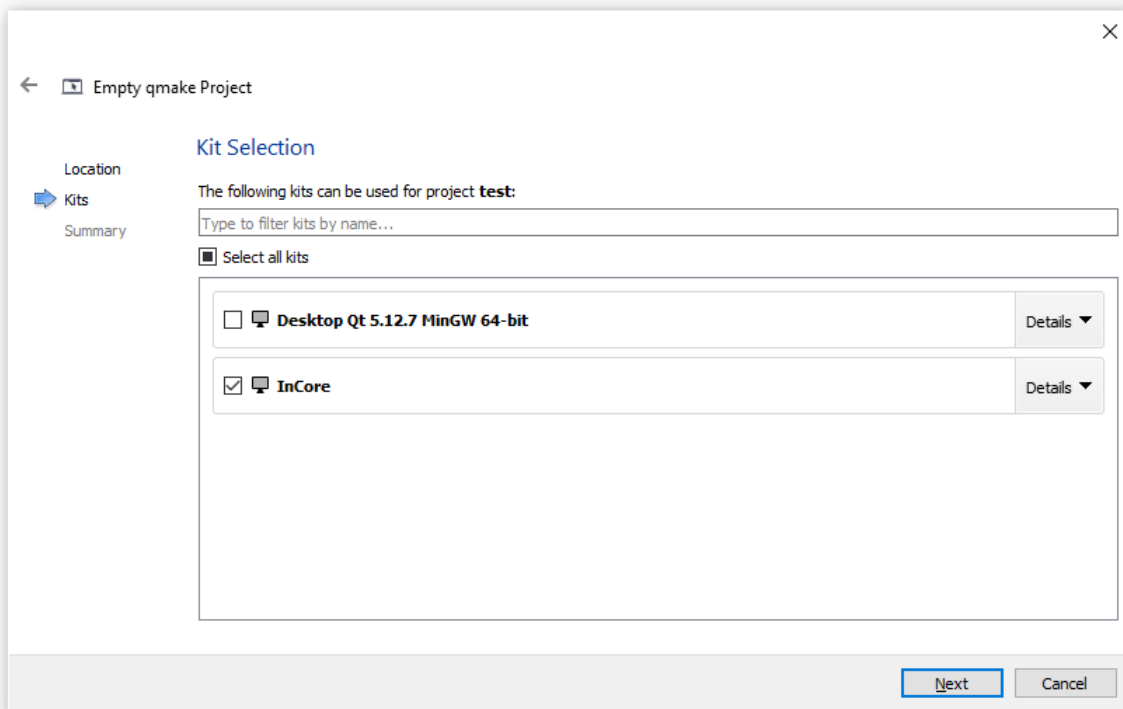 Empty qmake Project
Kit Selection
Location
Kits
Summary
The following kits can be used for project test:
Type to filter kits by name...
Select all kits
Desktop Qt 5.12.7 MinGW 64-bit
Details
InCore
Details
Next
Cancel